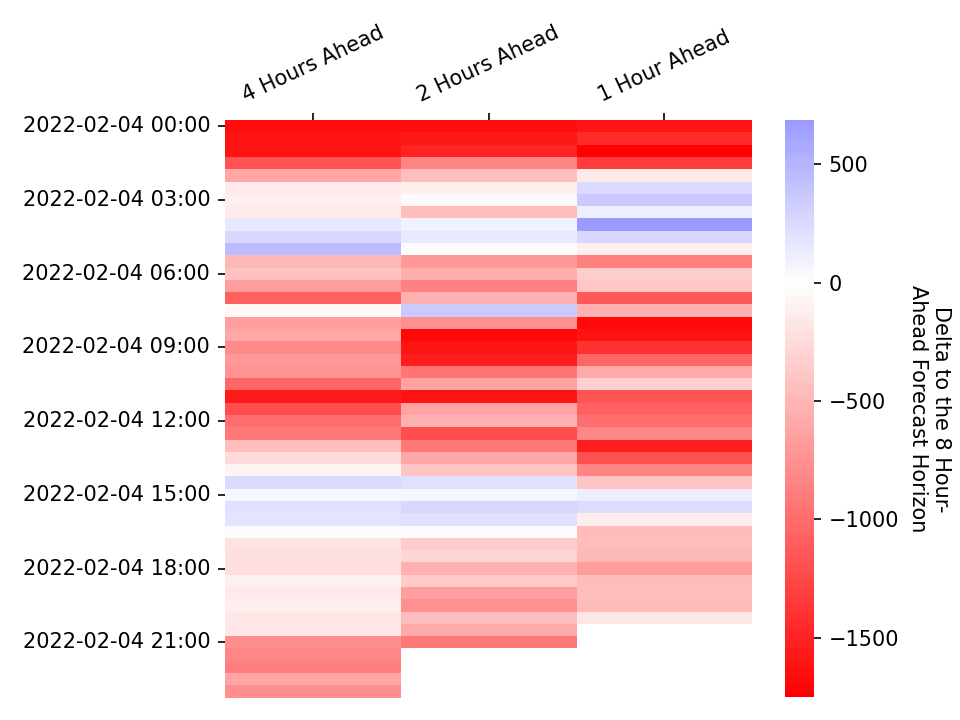 4 Hours Ahead
2 Hours Ahead
1 Hour Ahead
2022-02-04 00:00
2022-02-04 03:00
2022-02-04 06:00
2022-02-04 09:00
2022-02-04 12:00
2022-02-04 15:00
2022-02-04 18:00
2022-02-04 21:00
500
0
−500
−1000
−1500
Delta to the 8 Hour-
Ahead Forecast Horizon